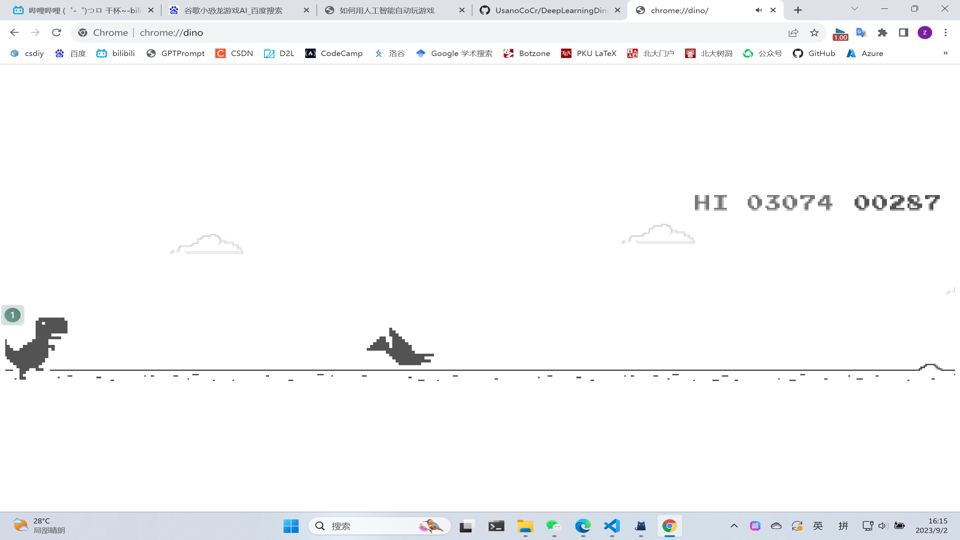 哔哩哔哩 (゜-゜)つロ 干杯~-bili
谷歌小恐龙游戏AI_百度搜索
如何用人工智能自动玩游戏
UsanoCoCr/DeepLearningDin
chrome://dino/
Chrome | chrome://dino
1.00
z
csdiy
百度
bilibili
GPTPrompt
CSDN
D2L
CodeCamp
洛谷
Google 学术搜索
Botzone
PKU LaTeX
北大门户
北大树洞
公众号
GitHub
Azure
»
HI 03074 00287
1
28°C
局部晴朗
搜索
英
拼
16:15
2023/9/2